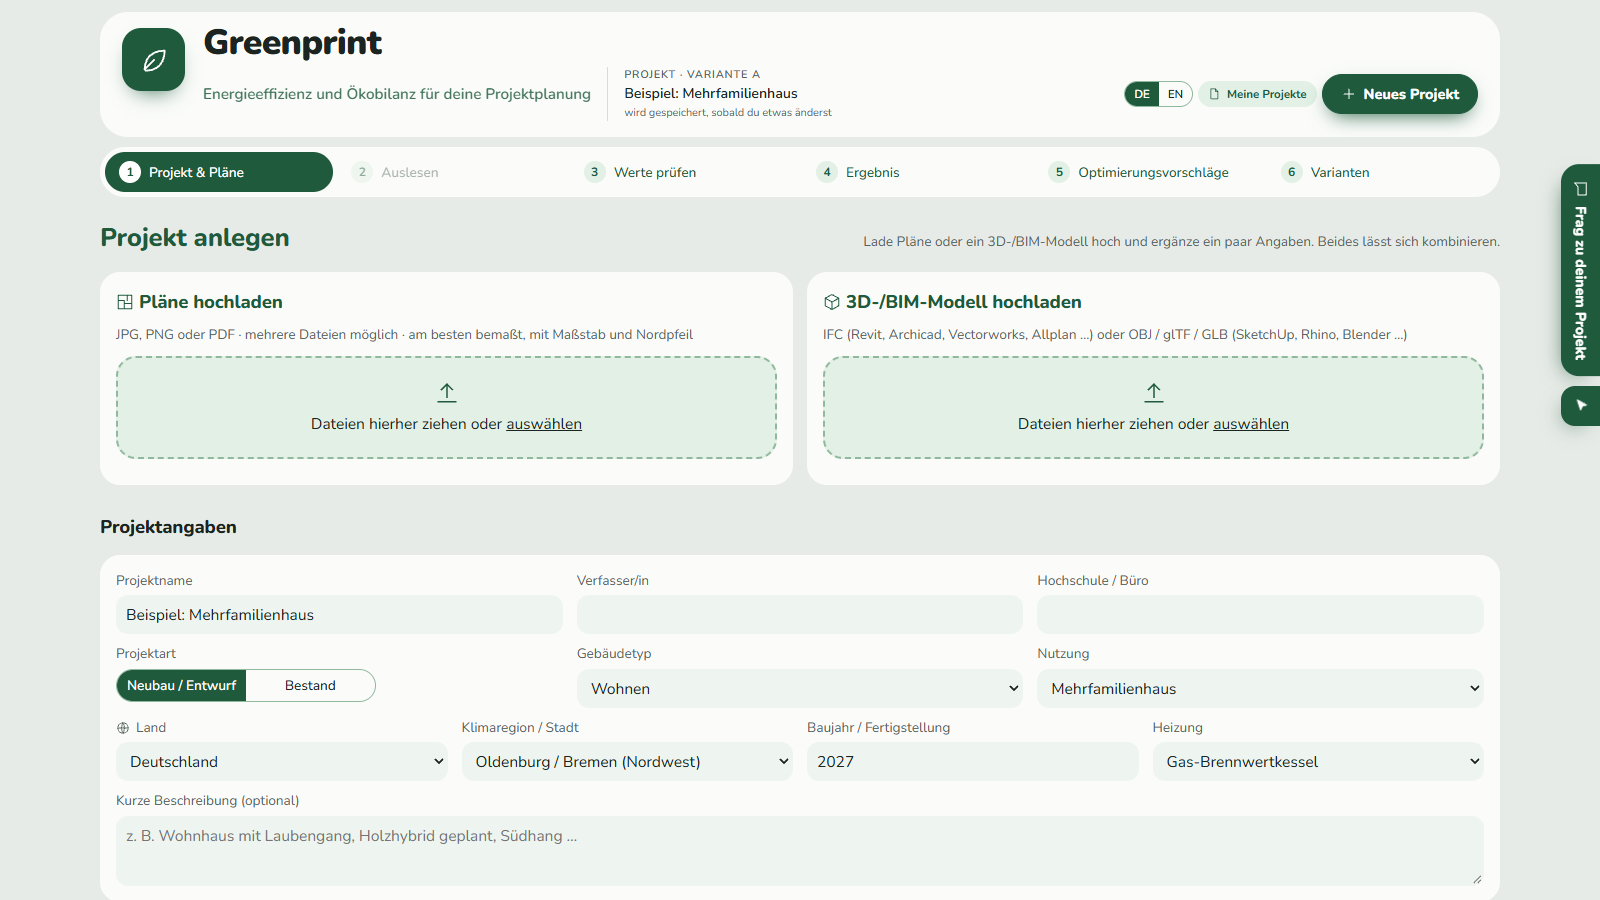 Greenprint
Energieeffizienz und Ökobilanz für deine Projektplanung
PROJEKT · VARIANTE A
Beispiel: Mehrfamilienhaus
wird gespeichert, sobald du etwas änderst
DE EN
Meine Projekte
Neues Projekt
1 Projekt & Pläne
2 Auslesen
3 Werte prüfen
4 Ergebnis
5 Optimierungsvorschläge
6 Varianten
Frag zu deinem Projekt
Projekt anlegen
Lade Pläne oder ein 3D-/BIM-Modell hoch und ergänze ein paar Angaben. Beides lässt sich kombinieren.
Pläne hochladen
JPG, PNG oder PDF · mehrere Dateien möglich · am besten bemaßt, mit Maßstab und Nordpfeil
Dateien hierher ziehen oder auswählen
3D-/BIM-Modell hochladen
IFC (Revit, Archicad, Vectorworks, Allplan …) oder OBJ / glTF / GLB (SketchUp, Rhino, Blender …)
Dateien hierher ziehen oder auswählen
Projektangaben
Projektname
Beispiel: Mehrfamilienhaus
Verfasser/in
Hochschule / Büro
Projektart
Neubau / Entwurf Bestand
Gebäudetyp
Wohnen
Nutzung
Mehrfamilienhaus
Land
Deutschland
Klimaregion / Stadt
Oldenburg / Bremen (Nordwest)
Baujahr / Fertigstellung
2027
Heizung
Gas-Brennwertkessel
Kurze Beschreibung (optional)
z. B. Wohnhaus mit Laubengang, Holzhybrid geplant, Südhang …